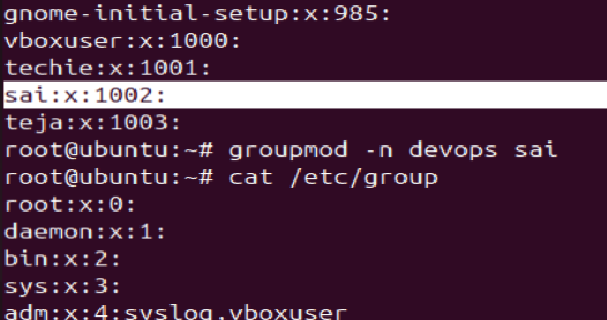 gnome-initial-setup:x:985:
vboxuser:x:1000:
techie:x:1001:
sai:x:1002:
teja:x:1003:
root@ubuntu:~# groupmod -n devops sai
root@ubuntu:~# cat /etc/group
root:x:0:
daemon:x:1:
bin:x:2:
sys:x:3:
adm:x:4:syslog,vboxuser